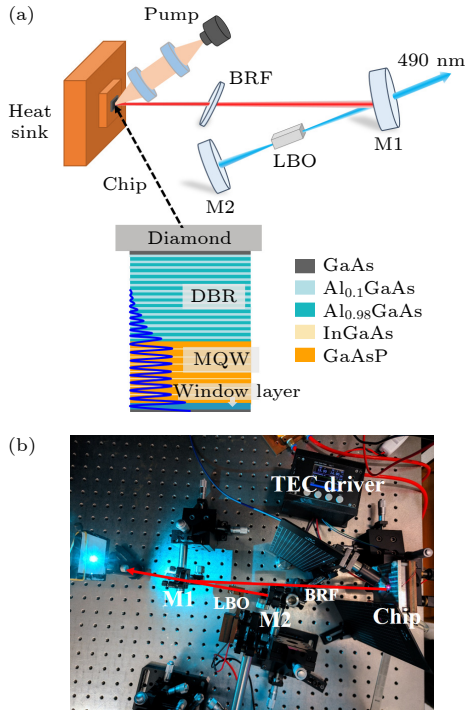 (a)
Pump
490 nm
BRF
Heat
sink
M1
LBO
Chip
M2
Diamond
GaAs
Al0.1GaAs
DBR
Al0.98GaAs
InGaAs
MQW
GaAsP
Window layer
(b)
TEC driver
M1
LBO
M2
BRF
Chip